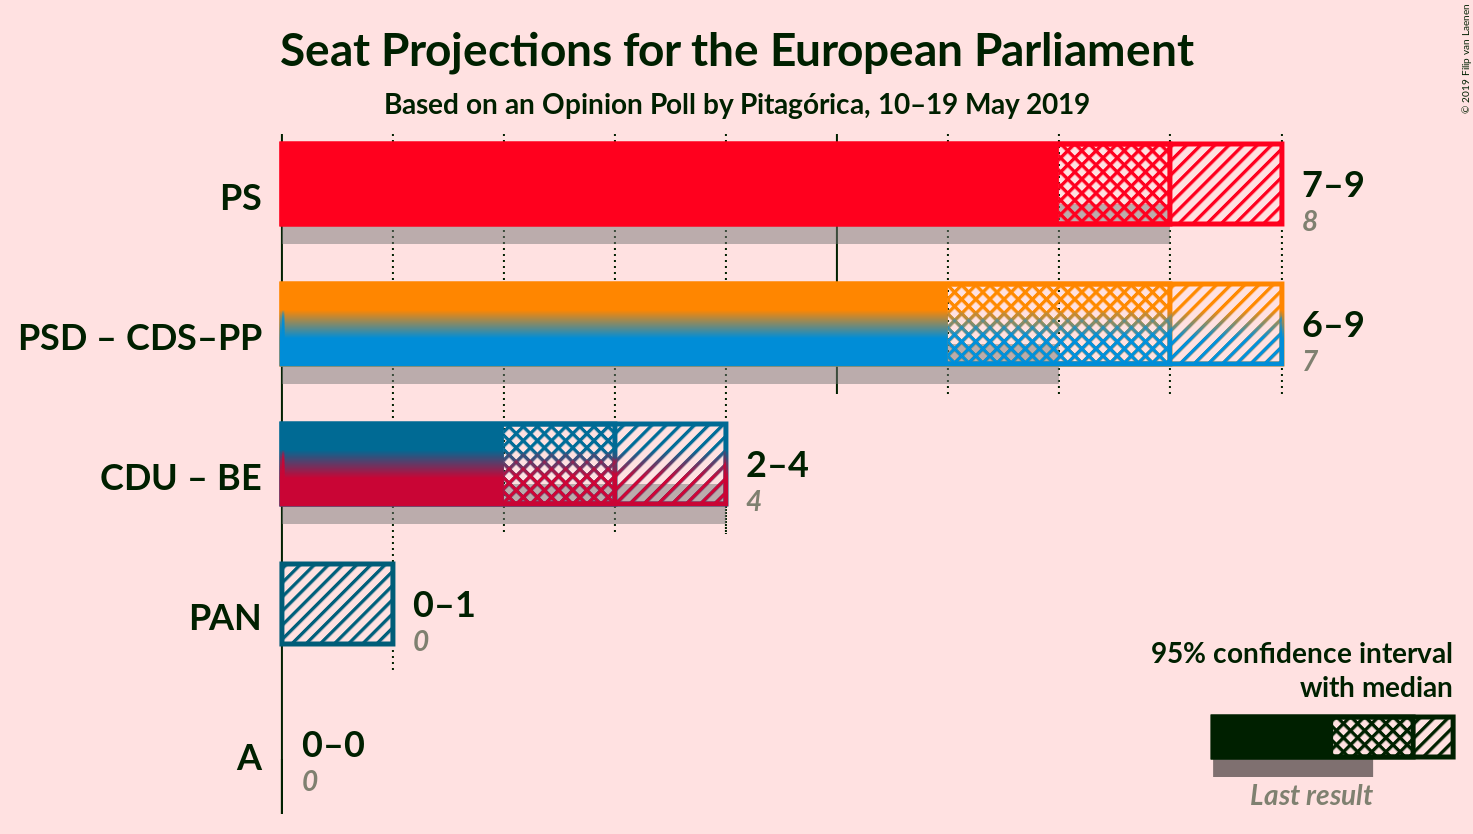 Seat Projections for the European Parliament
Based on an Opinion Poll by Pitagórica, 10–19 May 2019
© 2019 Filip van Laenen
PS
7–9
8
PSD – CDS–PP
6–9
7
CDU – BE
2–4
4
PAN
0–1
0
A
0–0
0
95% confidence interval
with median
Last result